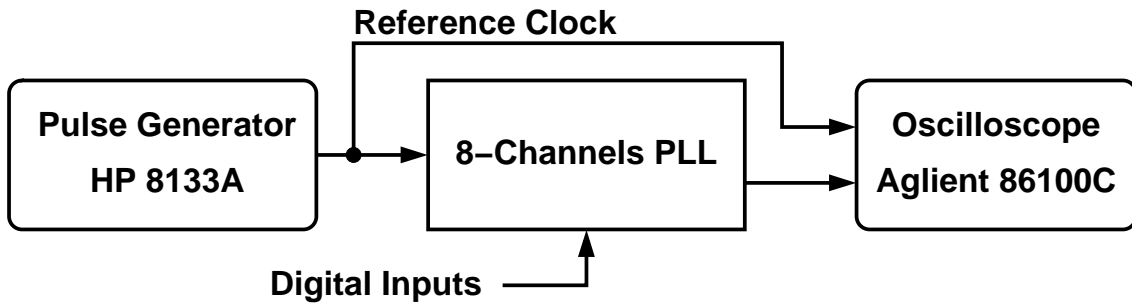 Reference Clock
Pulse Generator
HP 8133A
8–Channels PLL
Oscilloscope
Aglient 86100C
Digital Inputs